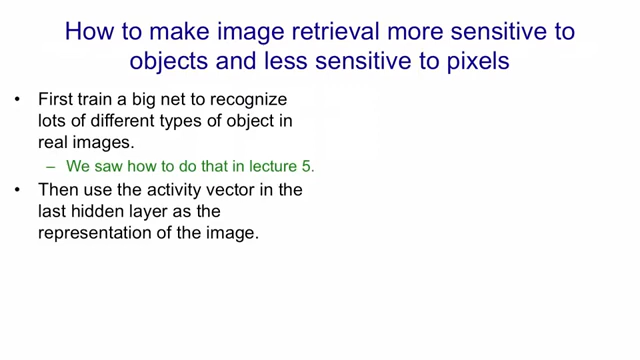 How to make image retrieval more sensitive to
objects and less sensitive to pixels
• First train a big net to recognize
lots of different types of object in
real images.
– We saw how to do that in lecture 5.
• Then use the activity vector in the
last hidden layer as the
representation of the image.